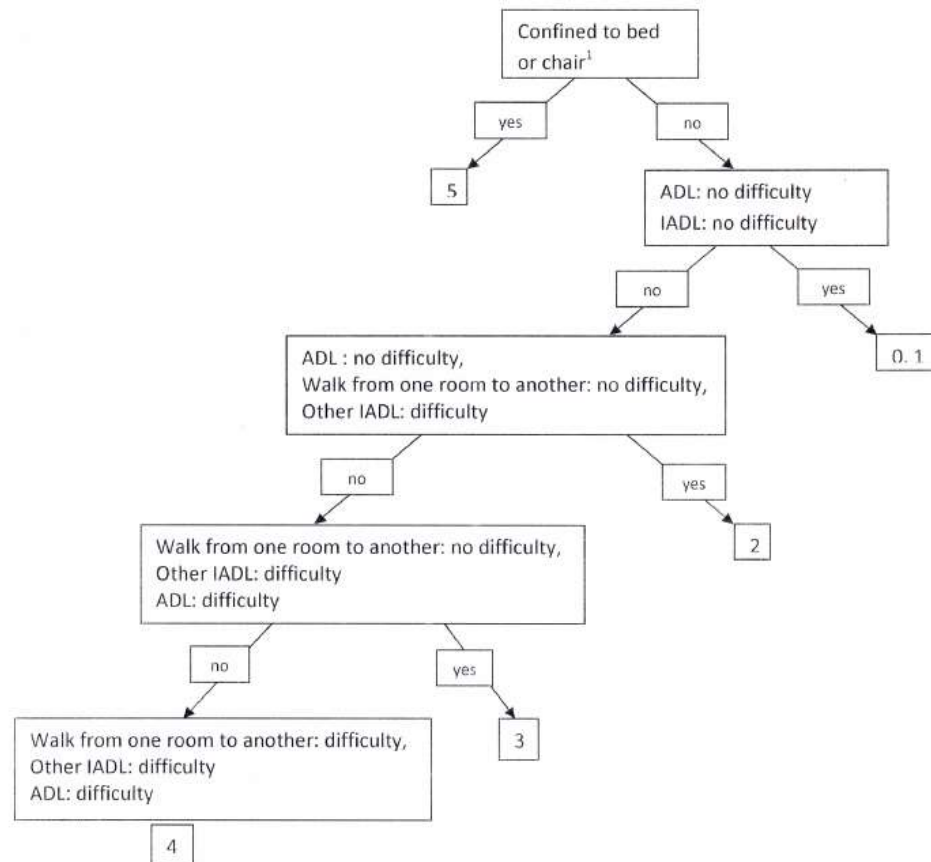 Confined to bed
or chair¹
yes
no
5
ADL: no difficulty
IADL: no difficulty
no
yes
0. 1
ADL : no difficulty,
Walk from one room to another: no difficulty,
Other IADL: difficulty
no
yes
2
Walk from one room to another: no difficulty,
Other IADL: difficulty
ADL: difficulty
no
yes
3
Walk from one room to another: difficulty,
Other IADL: difficulty
ADL: difficulty
4